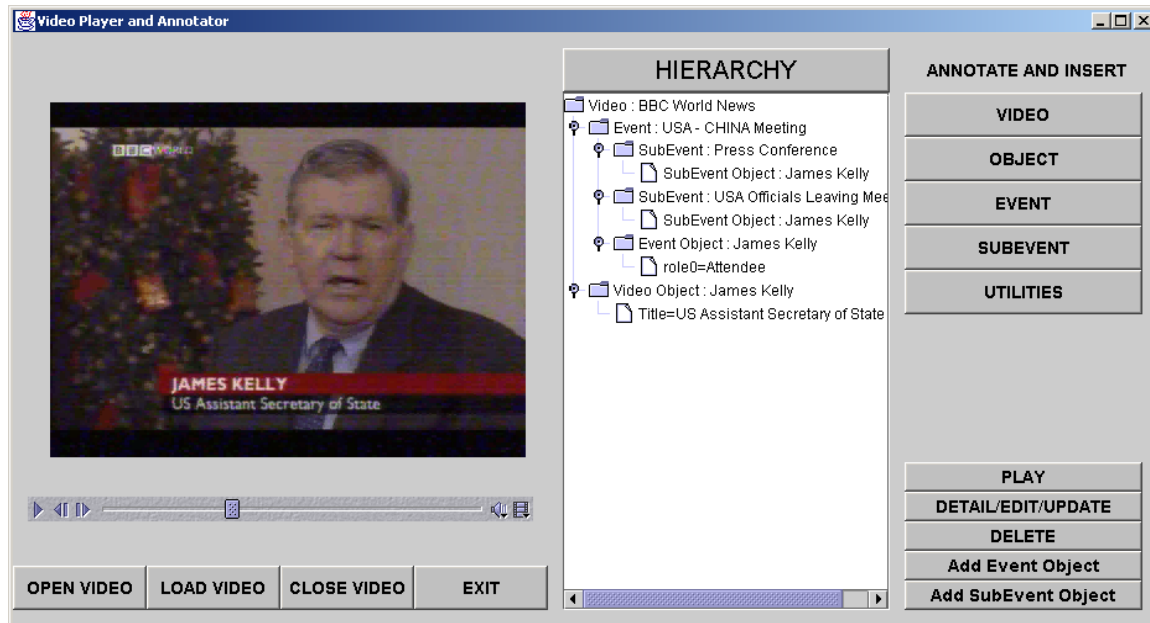 Video Player and Annotator
BBC WORLD
JAMES KELLY
US Assistant Secretary of State
OPEN VIDEO
LOAD VIDEO
CLOSE VIDEO
EXIT
HIERARCHY
Video : BBC World News
Event : USA - CHINA Meeting
SubEvent : Press Conference
SubEvent Object : James Kelly
SubEvent : USA Officials Leaving Mee
SubEvent Object : James Kelly
Event Object : James Kelly
role0=Attendee
Video Object : James Kelly
Title=US Assistant Secretary of State
ANNOTATE AND INSERT
VIDEO
OBJECT
EVENT
SUBEVENT
UTILITIES
PLAY
DETAIL/EDIT/UPDATE
DELETE
Add Event Object
Add SubEvent Object